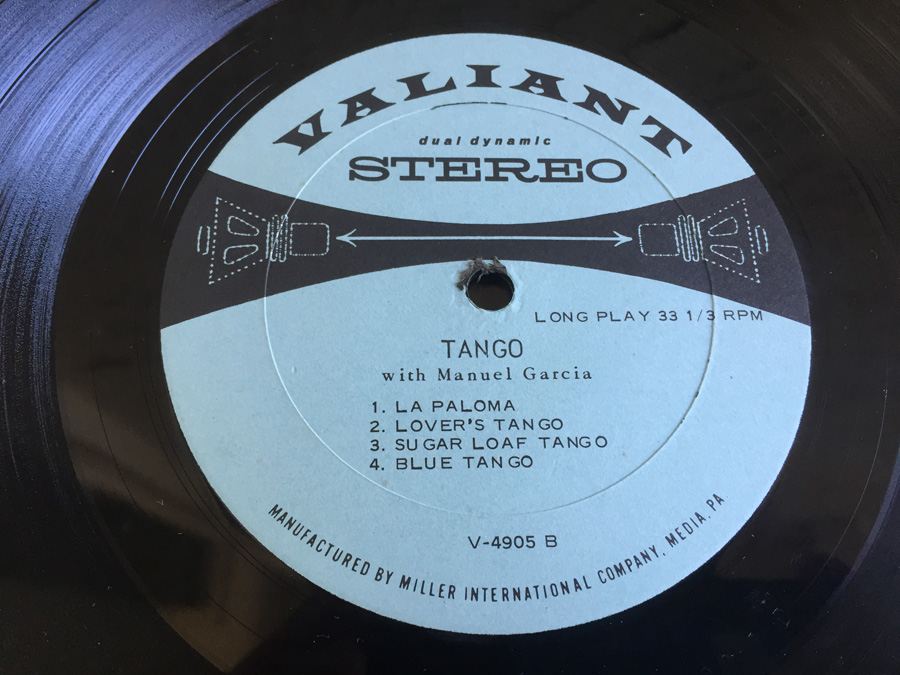 VALIANT
dual dynamic
STEREO
LONG PLAY 33 1/3 RPM
TANGO
with Manuel Garcia
1. LA PALOMA
2. LOVER'S TANGO
3. SUGAR LOAF TANGO
4. BLUE TANGO
V-4905 B
MANUFACTURED BY MILLER INTERNATIONAL COMPANY, MEDIA, PA